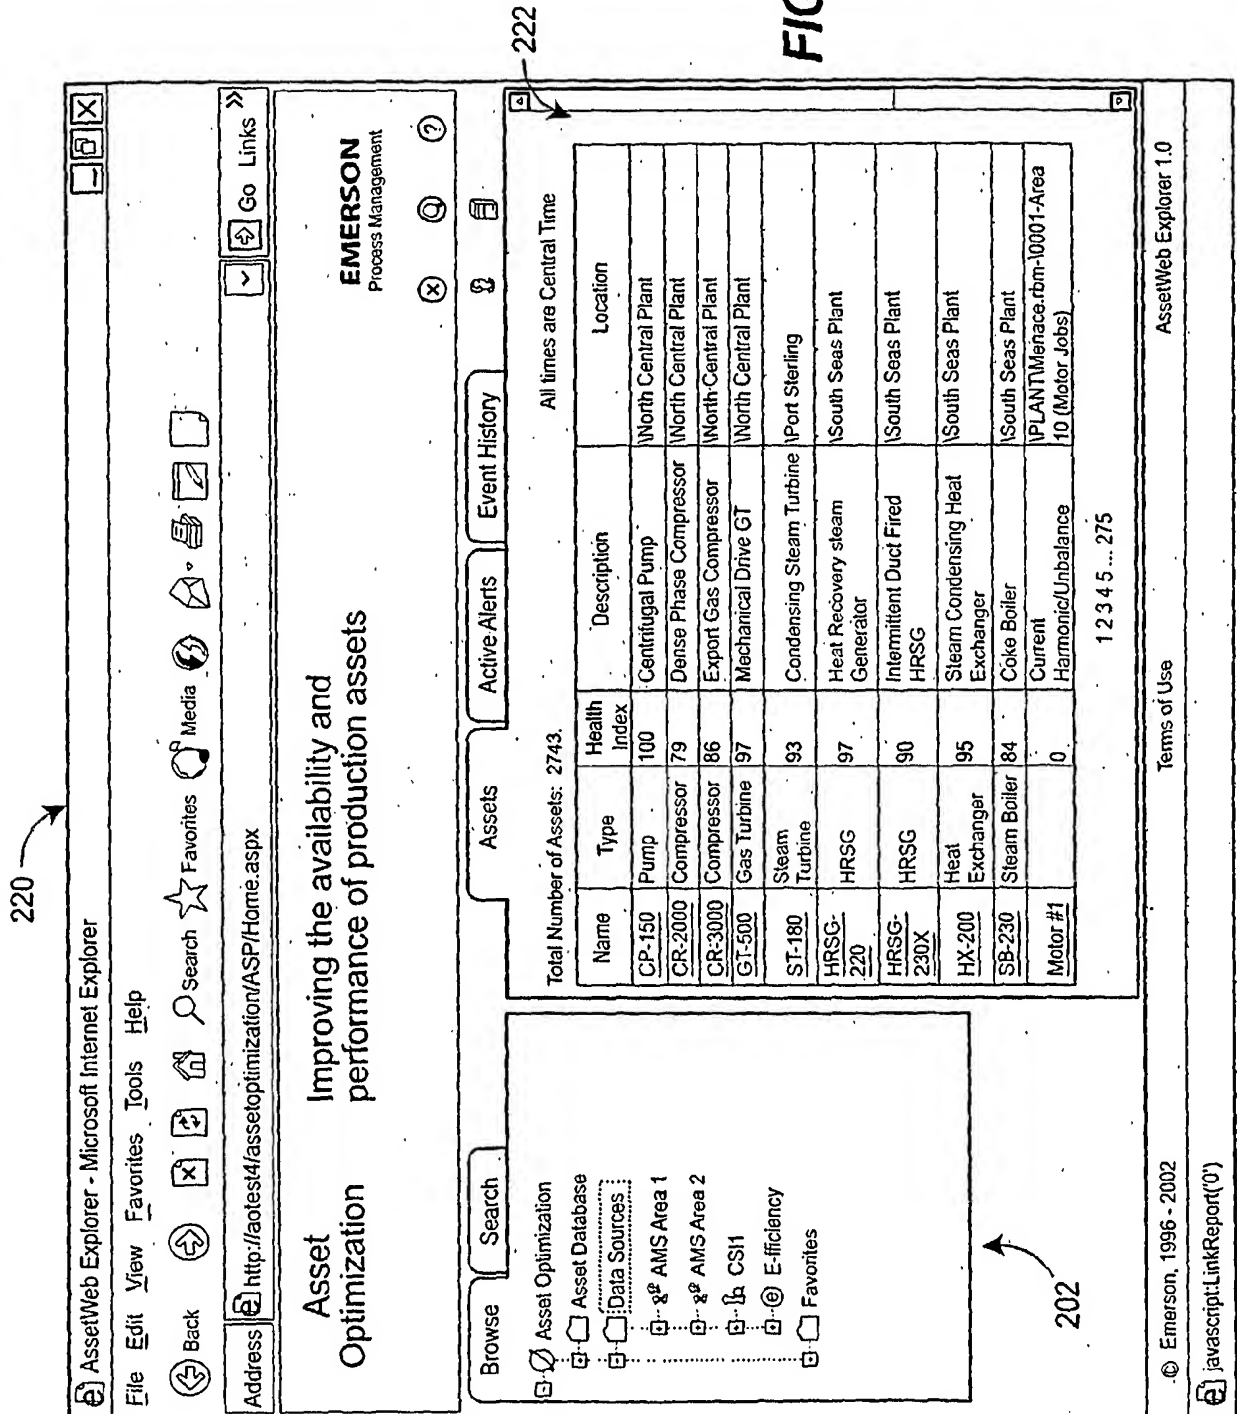 220
AssetWeb Explorer - Microsoft Internet Explorer
File Edit View Favorites Tools Help
Back Search Favorites Media
Address http://aotest4/assetoptimization/ASP/Home.aspx Go Links »
Asset Optimization
Improving the availability and
performance of production assets
EMERSON
Process Management
Browse Search
Assets Active Alerts Event History
222
Asset Optimization
Asset Database
Data Sources
AMS Area 1
AMS Area 2
CSI1
E-fficiency
Favorites
202
Total Number of Assets: 2743. All times are Central Time
Name Type Health Index Description Location
CP-150 Pump 100 Centrifugal Pump \North Central Plant
CR-2000 Compressor 79 Dense Phase Compressor \North Central Plant
CR-3000 Compressor 86 Export Gas Compressor \North Central Plant
GT-500 Gas Turbine 97 Mechanical Drive GT \North Central Plant
ST-180 Steam Turbine 93 Condensing Steam Turbine \Port Sterling
HRSG-220 HRSG 97 Heat Recovery steam Generator \South Seas Plant
HRSG-230X HRSG 90 Intermittent Duct Fired HRSG \South Seas Plant
HX-200 Heat Exchanger 95 Steam Condensing Heat Exchanger \South Seas Plant
SB-230 Steam Boiler 84 Coke Boiler \South Seas Plant
Motor #1 0 Current Harmonic/Unbalance \PLANT\Menace.rbm-\0001-Area 10 (Motor Jobs)
1 2 3 4 5 ... 275
© Emerson, 1996 - 2002 Terms of Use AssetWeb Explorer 1.0
javascript:LinkReport('0')